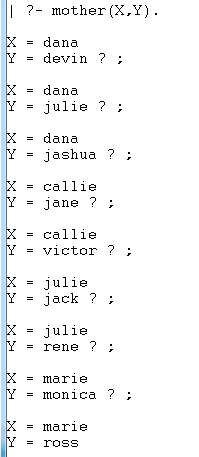 | ?- mother(X,Y).
X = dana
Y = devin ? ;
X = dana
Y = julie ? ;
X = dana
Y = jashua ? ;
X = callie
Y = jane ? ;
X = callie
Y = victor ? ;
X = julie
Y = jack ? ;
X = julie
Y = rene ? ;
X = marie
Y = monica ? ;
X = marie
Y = ross